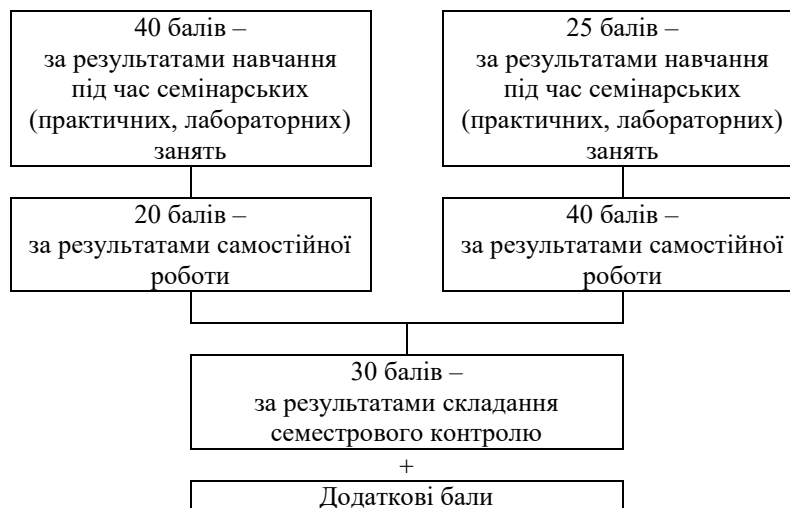 40 балів –
за результатами навчання
під час семінарських
(практичних, лабораторних)
занять
25 балів –
за результатами навчання
під час семінарських
(практичних, лабораторних)
занять
20 балів –
за результатами самостійної
роботи
40 балів –
за результатами самостійної
роботи
30 балів –
за результатами складання
семестрового контролю
+
Додаткові бали